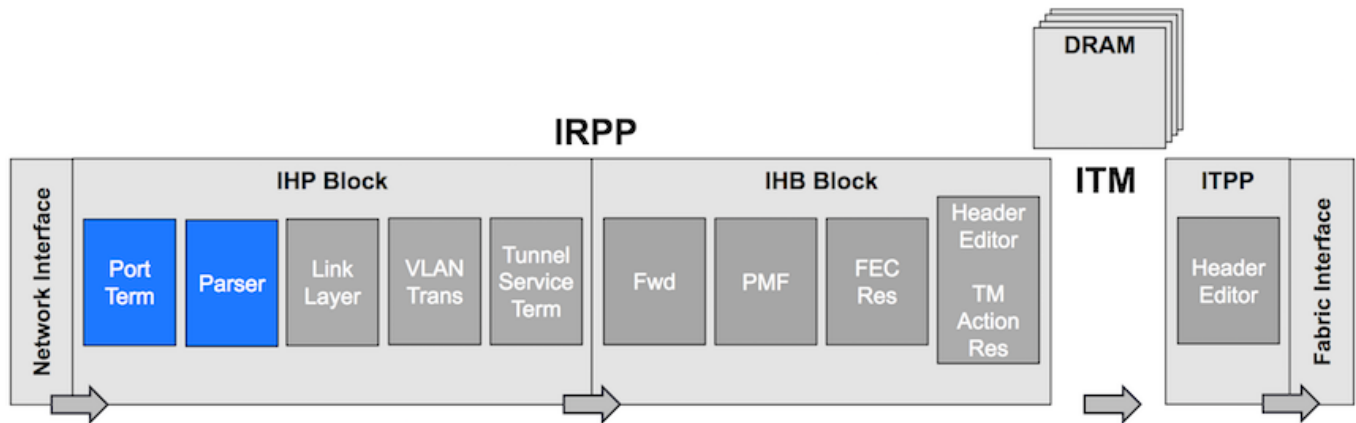 DRAM
IRPP
Network Interface
IHP Block
Port
Term
Parser
Link
Layer
VLAN
Trans
Tunnel
Service
Term
IHB Block
Fwd
PMF
FEC
Res
Header
Editor
TM
Action
Res
ITM
ITPP
Header
Editor
Fabric Interface